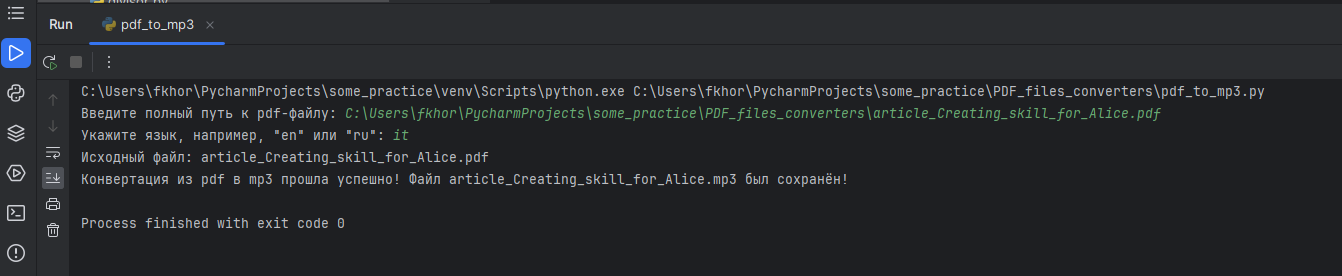 divisor.py
Run pdf_to_mp3
C:\Users\fkhor\PycharmProjects\some_practice\venv\Scripts\python.exe C:\Users\fkhor\PycharmProjects\some_practice\PDF_files_converters\pdf_to_mp3.py
Введите полный путь к pdf-файлу: C:\Users\fkhor\PycharmProjects\some_practice\PDF_files_converters\article_Creating_skill_for_Alice.pdf
Укажите язык, например, "en" или "ru": it
Исходный файл: article_Creating_skill_for_Alice.pdf
Конвертация из pdf в mp3 прошла успешно! Файл article_Creating_skill_for_Alice.mp3 был сохранён!
Process finished with exit code 0